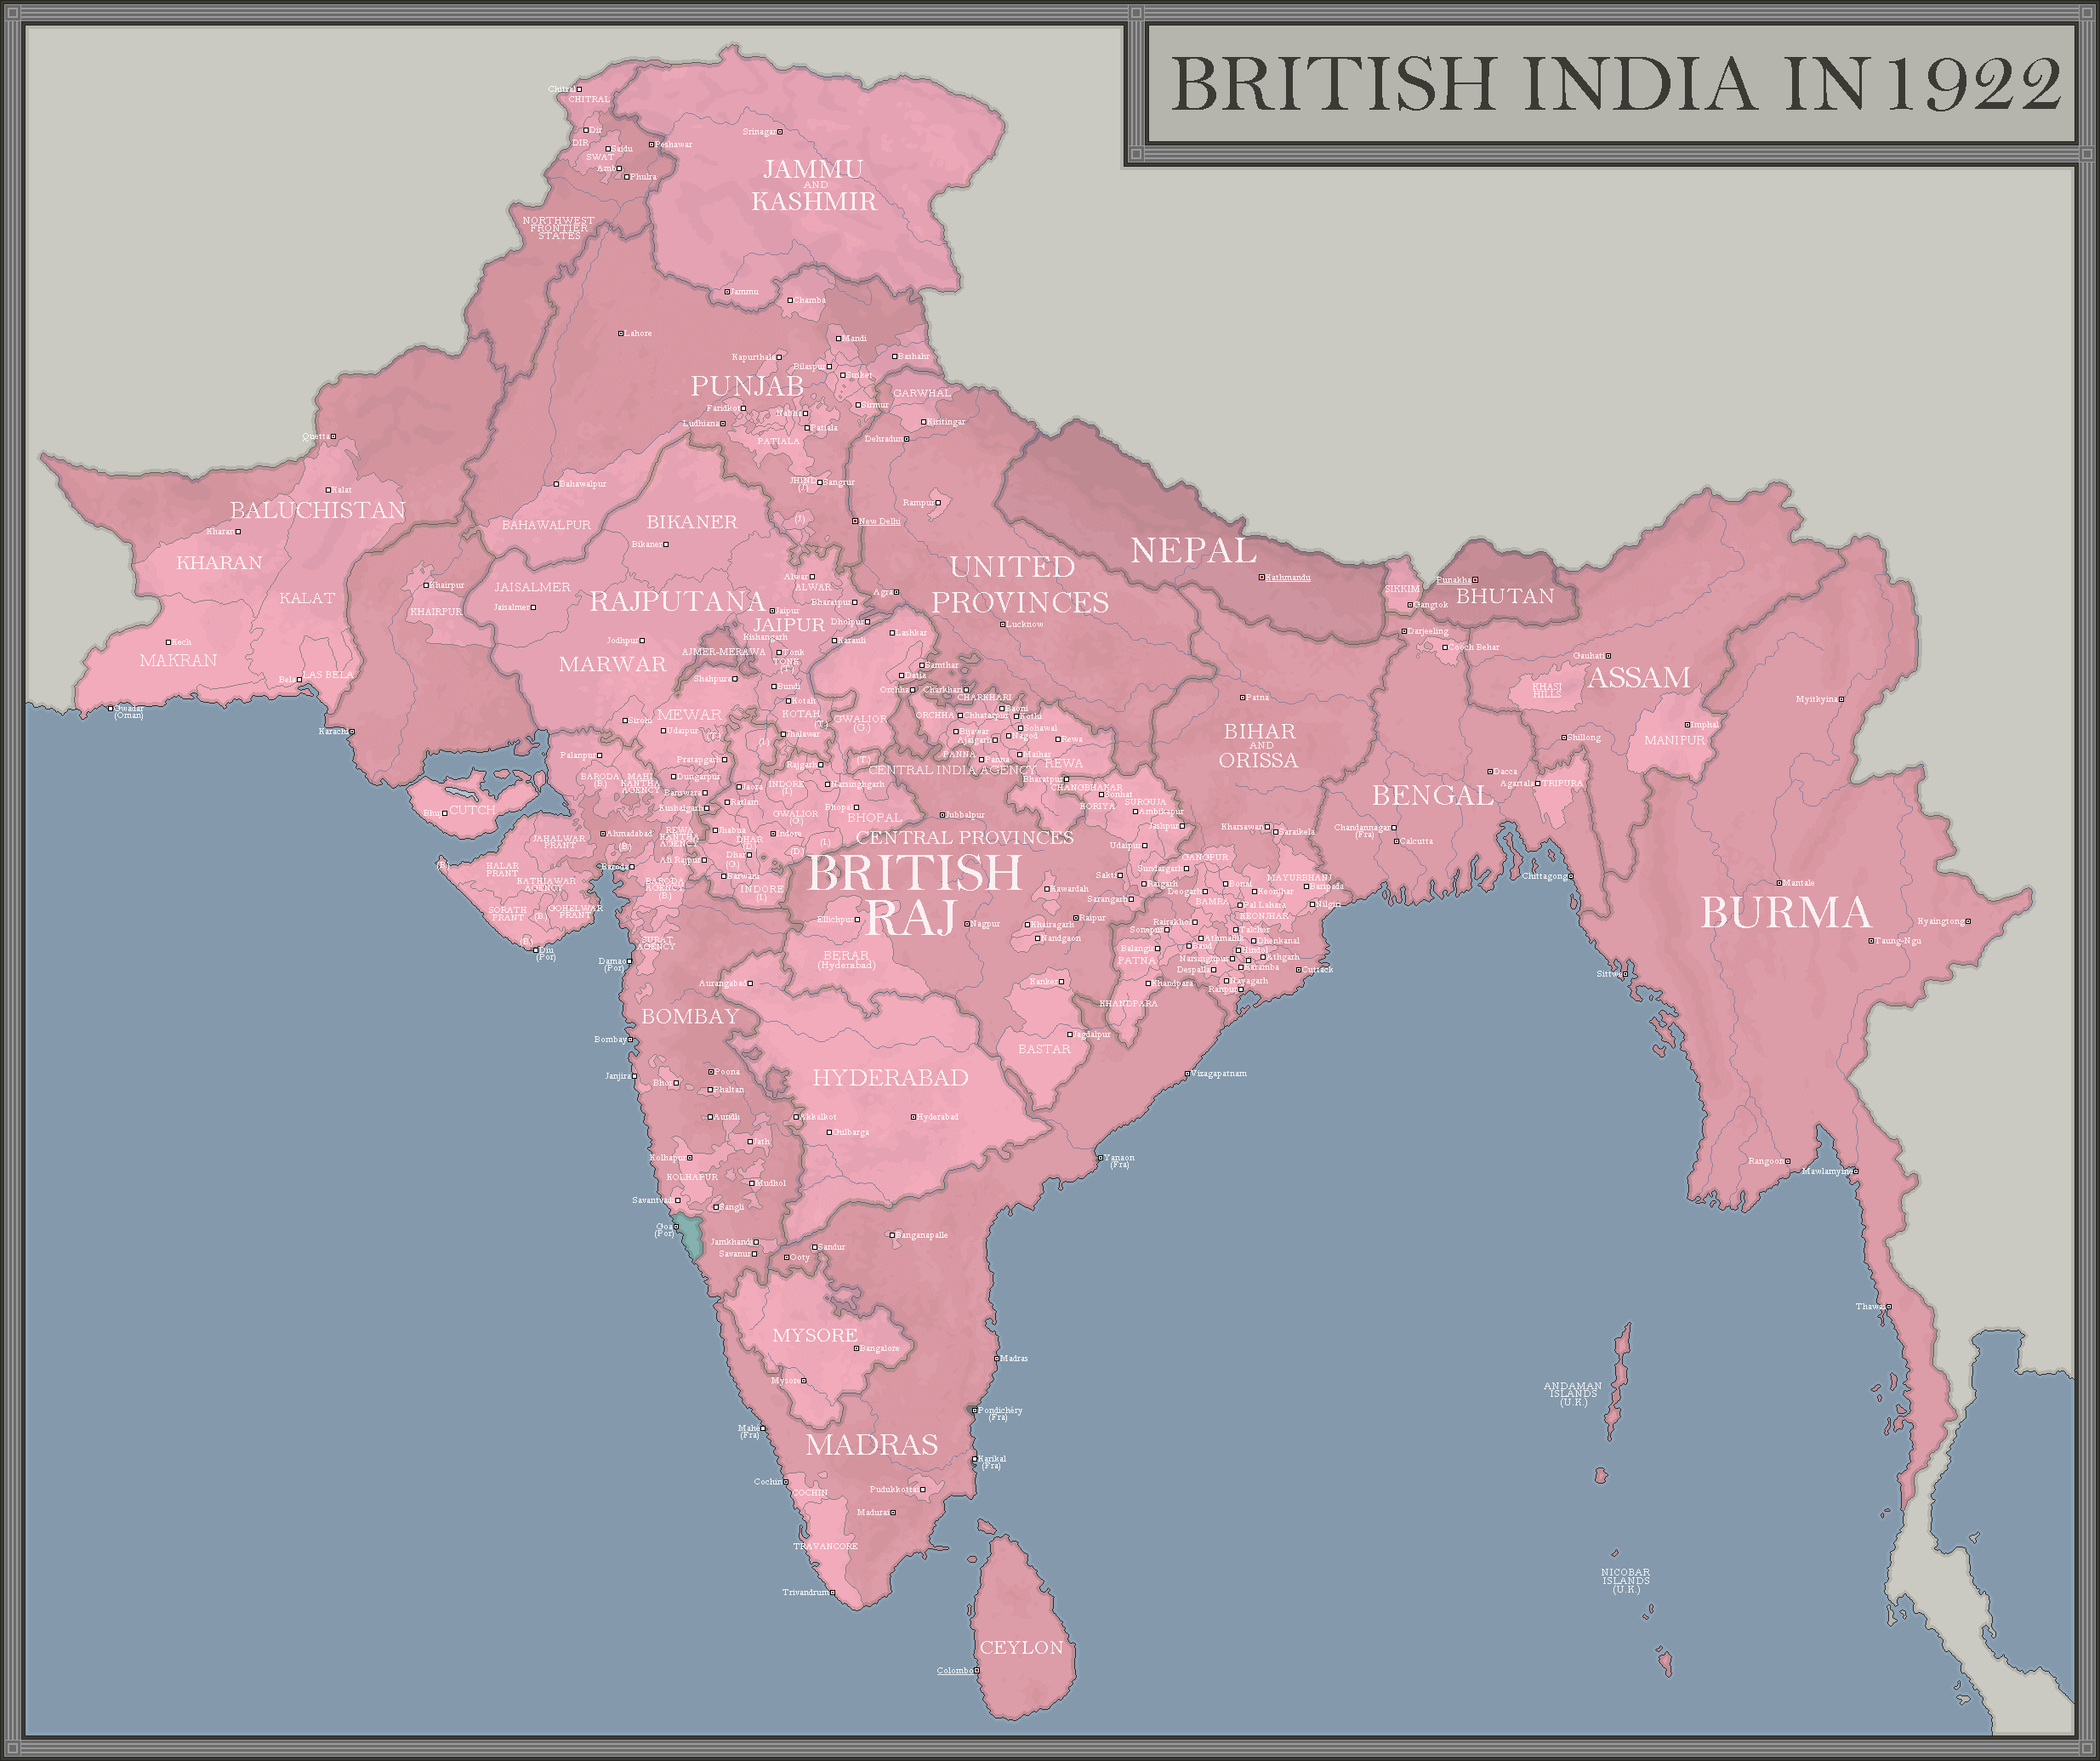 BRITISH INDIA IN 1922
Chitral
CHITRAL
Dir
DIR
Saidu
SWAT
Peshawar
Amb
Phulra
Srinagar
JAMMU
AND
KASHMIR
NORTHWEST
FRONTIER
STATES
Jammu
Chamba
Lahore
Mandi
Kapurthala
Bashahr
Bilaspur
Suket
PUNJAB
GARWHAL
Faridkot
Nabha
Sirmur
Ludhiana
Patiala
Kiritingar
PATIALA
Dehradun
Quetta
Kalat
Bahawalpur
JHIND
(J.)
Sangrur
Rampur
BALUCHISTAN
Kharan
BAHAWALPUR
BIKANER
(J.)
New Delhi
Bikaner
KHARAN
NEPAL
Kathmandu
UNITED
PROVINCES
Lucknow
Khairpur
KHAIRPUR
JAISALMER
Jaisalmer
RAJPUTANA
Alwar
ALWAR
Agra
Bharatpur
Jaipur
JAIPUR
Dholpur
KALAT
SIKKIM
Gangtok
Punakha
BHUTAN
Kech
MAKRAN
Jodhpur
MARWAR
Kishangarh
Karauli
Lashkar
AJMER-MERAWA
Tonk
TONK
(T.)
Darjeeling
Cooch Behar
Gauhati
ASSAM
Bela
LAS BELA
Shahpura
Samthar
Datia
Bundi
Orchha
Charkhari
CHARKHARI
Patna
KHASI
HILLS
Myitkyina
Gwadar
(Oman)
Karachi
Sirohi
MEWAR
Udaipur
(T.)
Kotah
KOTAH
(T.)
GWALIOR
(G.)
ORCHHA
Chhatarpur
Baoni
Kothi
Bijawar
Sohawal
Ajaigarh
Nagod
Rewa
BIHAR
AND
ORISSA
Shillong
Imphal
MANIPUR
Palanpur
Pratapgarh
(I.)
Jhalawar
Rajgarh
(T.)
PANNA
Panna
Maihar
REWA
CENTRAL INDIA AGENCY
Bharatpur
BARODA
(B.)
MAHI
KANTHA
AGENCY
Dungarpur
Banswara
Jaora
INDORE
(I.)
Narsinghgarh
CHANGBHAKAR
Sonhat
KORIYA
SURGUJA
Ambikapur
Dacca
Agartala
TRIPURA
BENGAL
Bhuj
CUTCH
Kushalgarh
Ratlam
GWALIOR
(G.)
Bhopal
BHOPAL
Jubbalpur
Jashpur
Kharsawan
Saraikela
Chandannagar
(Fra)
Calcutta
Ahmadabad
(B.)
REWA
KANTHA
AGENCY
Jhabua
DHAR
(D.)
Indore
(D.)
(I.)
CENTRAL PROVINCES
Udaipur
JAHALWAR
PRANT
(B.)
HALAR
PRANT
Baroda
Ali Rajpur
Dhar
(G.)
Barwani
INDORE
(I.)
BRITISH
RAJ
GANGPUR
Sundargarh
Sakti
MAYURBHANJ
Baripada
Chittagong
Mantale
KATHIAWAR
AGENCY
BARODA
AGENCY
(B.)
Kawardah
Raigarh
Deogarh
Bonai
Keonjhar
Sarangarh
BAMRA
Pal Lahara
Nilgiri
SORATH
PRANT
(B.)
GOHELWAR
PRANT
Ellichpur
Nagpur
Khairagarh
Raipur
Rairakhol
KEONJHAR
BURMA
Kyaingtong
(B.)
SURAT
AGENCY
Nandgaon
Sonepur
Talcher
Taung-Ngu
Diu
(Por)
Damao
(Por)
BERAR
(Hyderabad)
Balangir
PATNA
Athmallik
Baud
Dhenkanal
Hindol
Narsinghpur
Athgarh
Despalla
Baramba
Cuttack
Sittwe
Aurangabad
Kanker
Khandpara
Nayagarh
Ranpur
KHANDPARA
BOMBAY
Bombay
Jagdalpur
BASTAR
Janjira
Poona
Bhor
Phaltan
HYDERABAD
Vizagapatnam
Aundh
Akkalkot
Hyderabad
Gulbarga
Jath
Kolhapur
KOLHAPUR
Mudhol
Yanaon
(Fra)
Rangoon
Mawlamyine
Savantvadi
Sangli
Goa
(Por)
Jamkhandi
Savanur
Sandur
Ooty
Banganapalle
Thawai
MYSORE
Bangalore
Mysore
Madras
Mahe
(Fra)
Pondichéry
(Fra)
MADRAS
Karikal
(Fra)
ANDAMAN
ISLANDS
(U.K.)
Cochin
COCHIN
Pudukkottai
Madurai
TRAVANCORE
Trivandrum
NICOBAR
ISLANDS
(U.K.)
CEYLON
Colombo